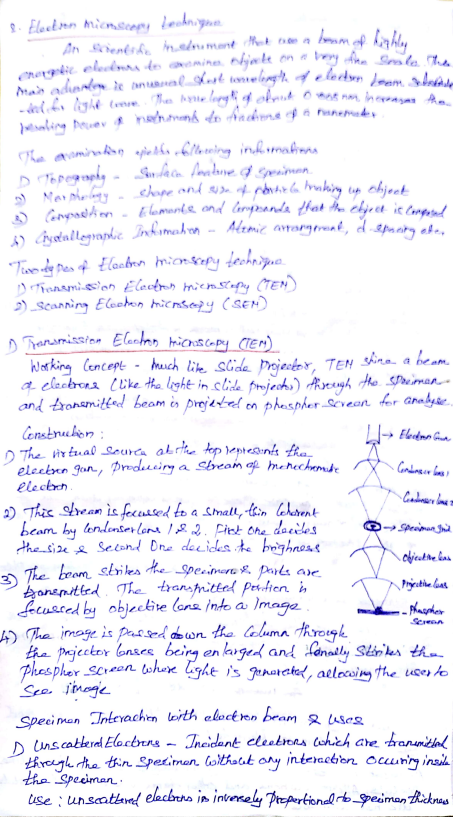 8. Electron microscopy technique
An Scientific Instrument that use a beam of highly
energetic electrons to examine objects on a very fine Scale. Their
main advantage is unusual short wavelength of electron beam substitu
-ted for light wave. The wavelength of about 0 nm increases the
resolving power of instruments to fractions of a nanometer.
The examination yields following informations
1) Topography - Surface feature of specimen
2) Morphology - shape and size of particle making up object
3) Composition - Elements and Compounds that the object is Composed
4) Crystallographic Information - Atomic arrangment, d-spacing etc.
Two types of Electron microscopy technique
1) Transmission Electron microscopy (TEM)
2) Scanning Electron microscopy (SEM)
1) Transmission Electron microscopy (TEM)
Working Concept - Much like slide Projector, TEM shine a beam
of electrons (like the light in slide projector) through the specimen
and transmitted beam is projected on phosphor screen for analyse.
Construction :
1) The virtual source at the top represents the
electron gun, producing a stream of monochromatic
electron.
2) This stream is focussed to a small, thin Coherent
beam by Condenser lens 1 & 2. First one decides
the size & second One decides the brightness
3) The beam strikes the specimen & parts are
transmitted. The transmitted portion is
focussed by objective lens into a image.
4) The image is passed down the Column through
the projector lenses being enlarged and finally strikes the
Phosphor screen where light is generated, allowing the user to
see image
→ Electron Gun
Condenser lens 1
Condenser lens 2
→ Specimen grid
Objective lens
Projective lens
- Phosphor
screen
Specimen Interaction with electron beam & uses
1) Unscattered Electrons - Incident electrons which are transmitted
through the thin specimen without any interaction occuring inside
the specimen.
Use : unscattered electrons is inversely proportional to specimen thickness